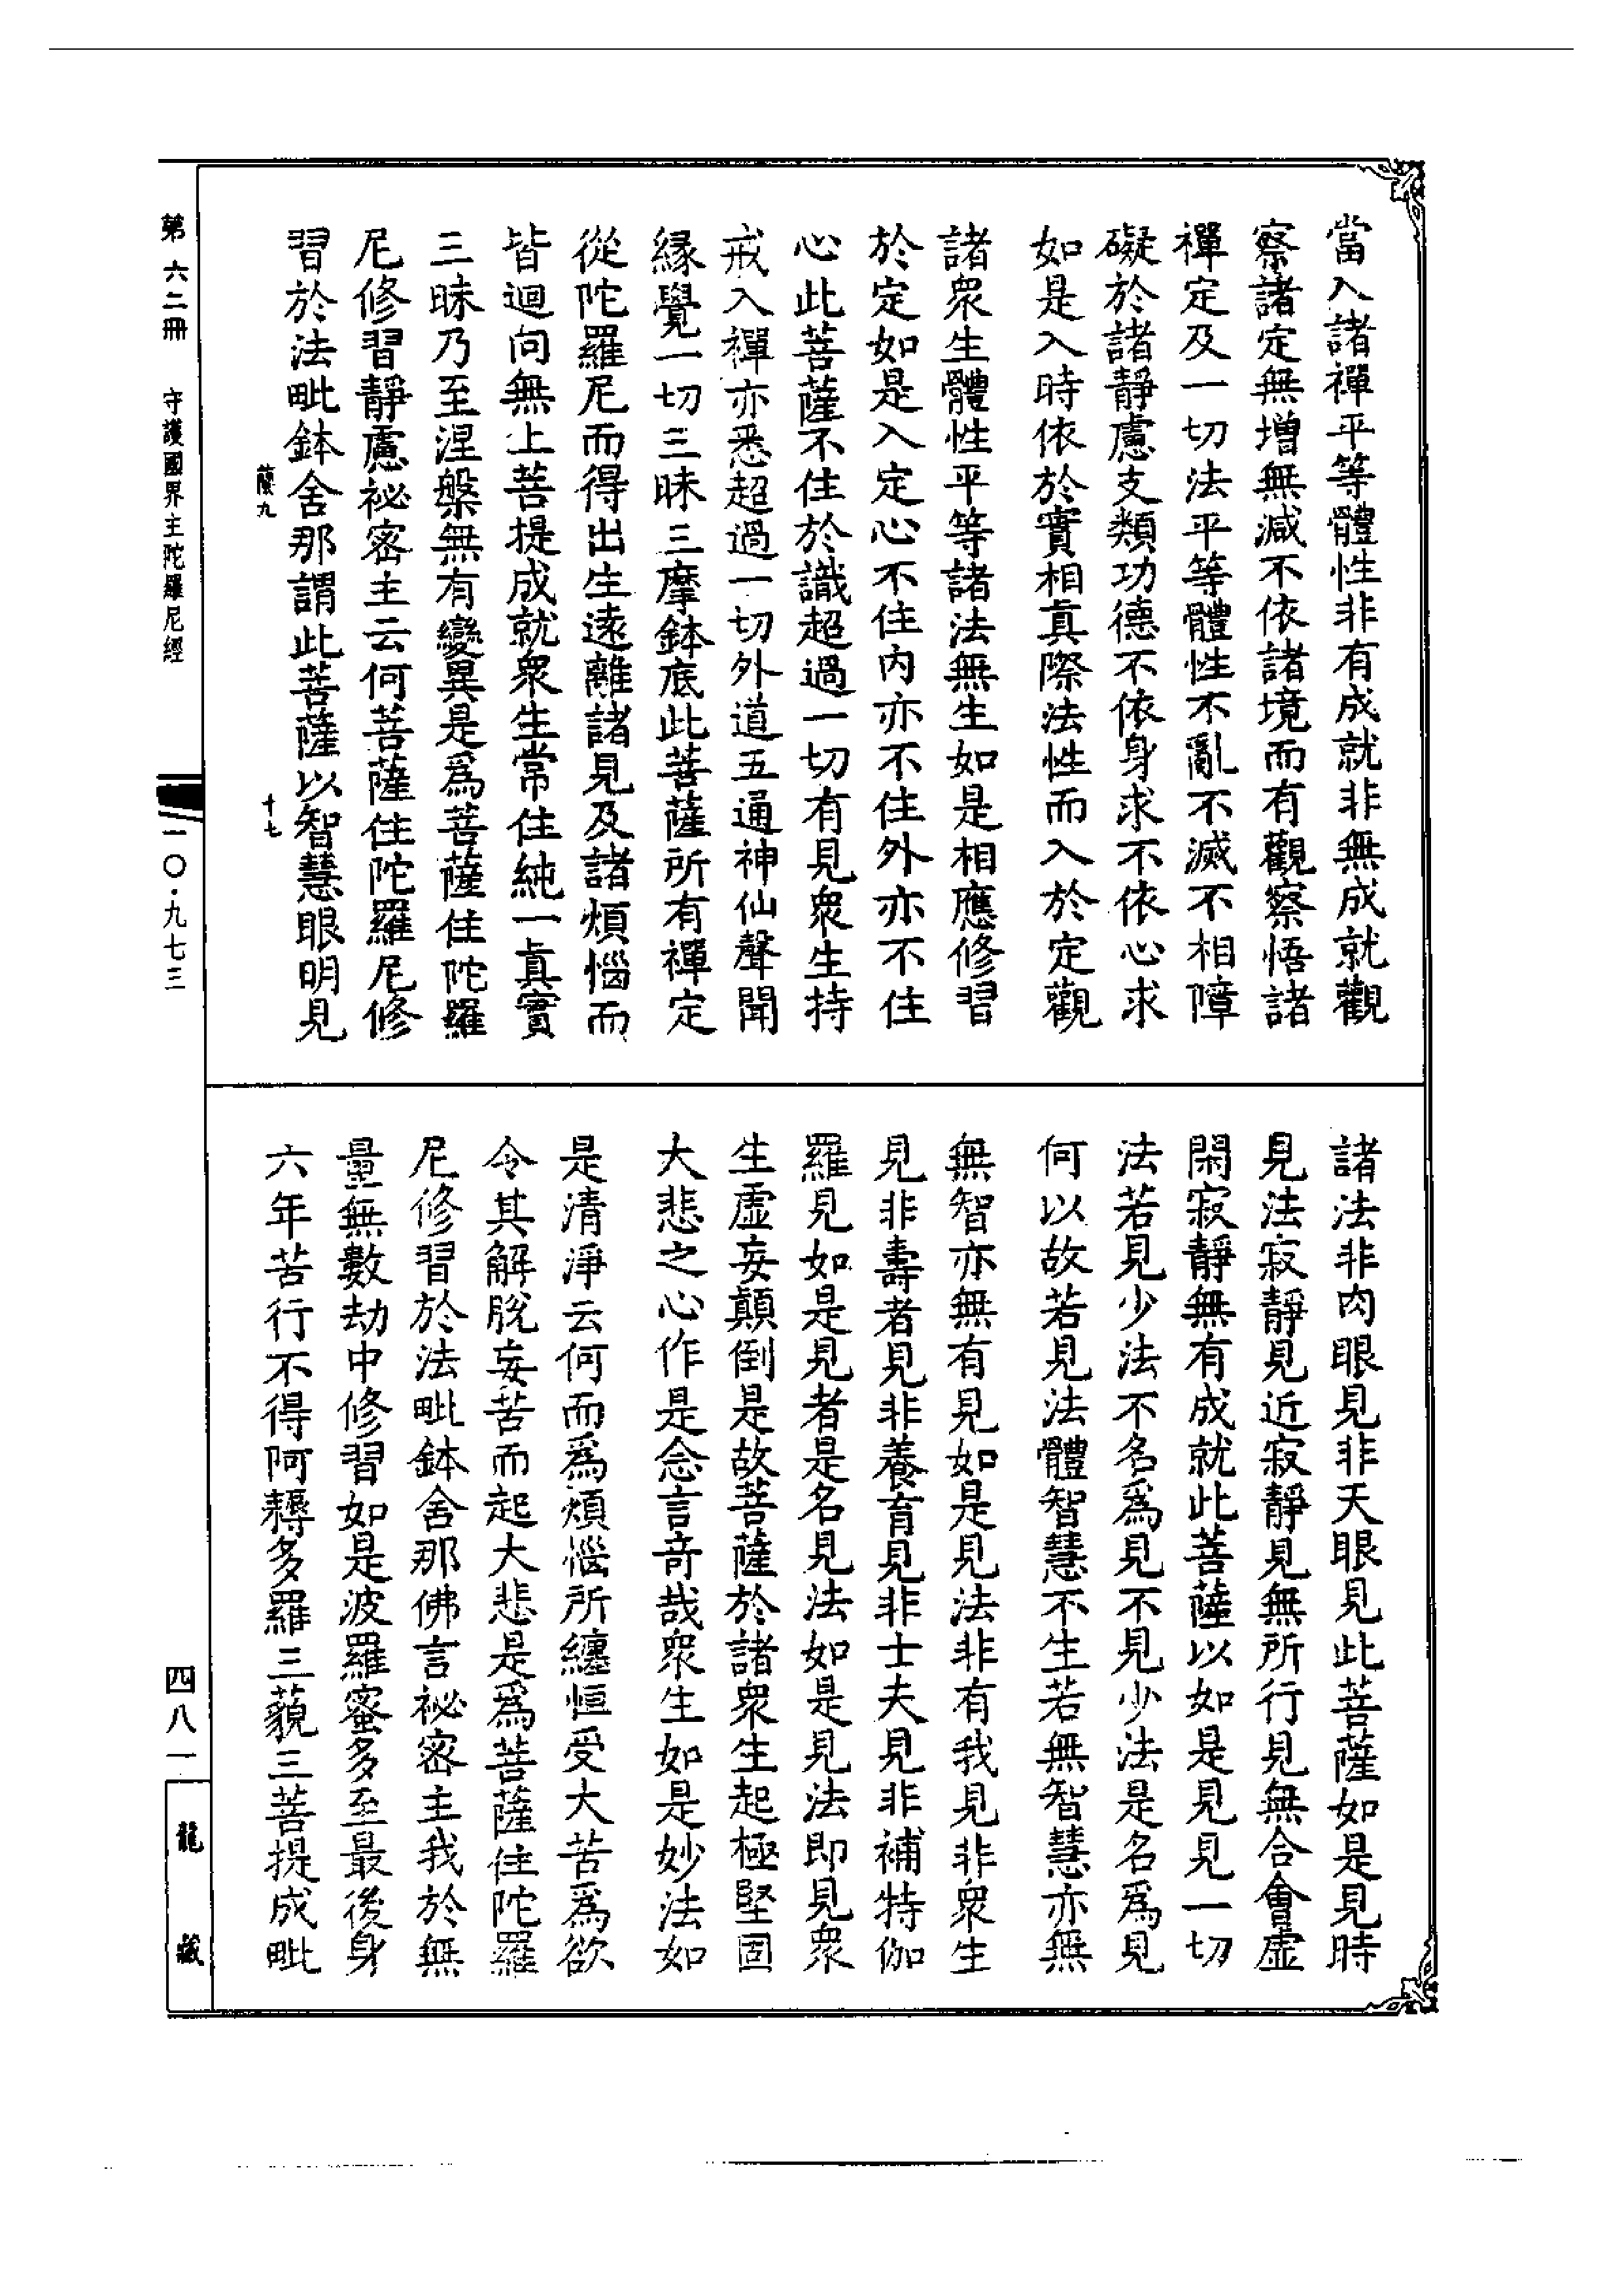 當入諸禪平等體性非有成就非無成就觀
察諸定無增無減不依諸境而有觀察悟諸
禪定及一切法平等體性不亂不滅不相障
礙於諸靜慮支類功德不依身求不依心求
如是入時依於實相真際法性而入於定觀
諸眾生體性平等諸法無生如是相應修習
於定如是入定心不住內亦不住外亦不住
心此菩薩不住於識超過一切有見眾生持
戒入禪亦悉超過一切外道五通神仙聲聞
緣覺一切三昧三摩鉢底此菩薩所有禪定
從陀羅尼而得出生遠離諸見及諸煩惱而
皆迴向無上菩提成就眾生常住純一真實
三昧乃至涅槃無有變異是爲菩薩住陀羅
尼修習靜慮祕密主云何菩薩住陀羅尼修
習於法毗鉢舍那謂此菩薩以智慧眼明見
諸法非肉眼見非天眼見此菩薩如是見時
見法寂靜見近寂靜見無所行見無合會虛
閑寂靜無有成就此菩薩以如是見見一切
法若見少法不名爲見不見少法是名爲見
何以故若見法體智慧不生若無智慧亦無
無智亦無有見如是見法非有我見非眾生
見非壽者見非養育見非士夫見非補特伽
羅見如是見者是名見法如是見法即見眾
生虛妄顛倒是故菩薩於諸眾生起極堅固
大悲之心作是念言奇哉眾生如是妙法如
是清淨云何而爲煩惱所纏恒受大苦爲欲
令其解脫妄苦而起大悲是爲菩薩住陀羅
尼修習於法毗鉢舍那佛言祕密主我於無
量無數劫中修習如是波羅蜜多至最後身
六年苦行不得阿耨多羅三藐三菩提成毗
第六二冊 守護國界主陀羅尼經
十七
一〇·九七三
四八一
龍藏